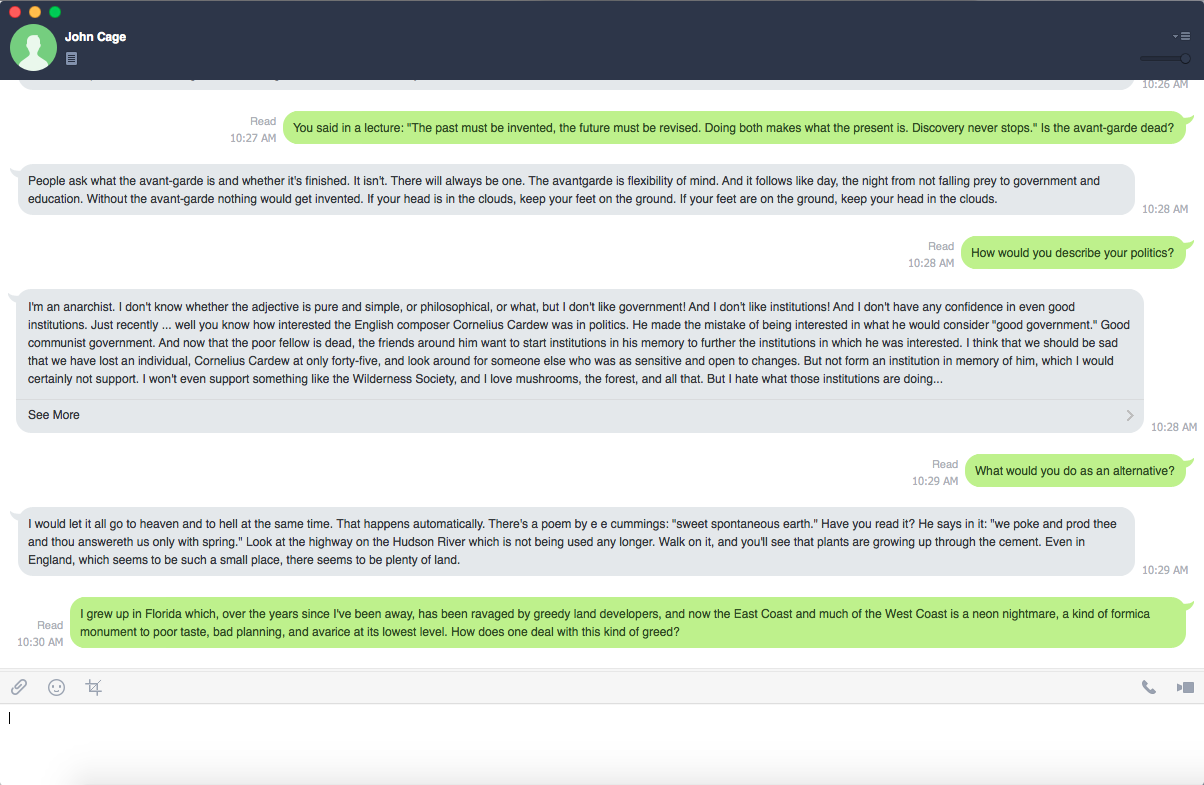 John Cage
10:26 AM
Read
10:27 AM
You said in a lecture: "The past must be invented, the future must be revised. Doing both makes what the present is. Discovery never stops." Is the avant-garde dead?
People ask what the avant-garde is and whether it's finished. It isn't. There will always be one. The avantgarde is flexibility of mind. And it follows like day, the night from not falling prey to government and
education. Without the avant-garde nothing would get invented. If your head is in the clouds, keep your feet on the ground. If your feet are on the ground, keep your head in the clouds.
10:28 AM
Read
10:28 AM
How would you describe your politics?
I'm an anarchist. I don't know whether the adjective is pure and simple, or philosophical, or what, but I don't like government! And I don't like institutions! And I don't have any confidence in even good
institutions. Just recently ... well you know how interested the English composer Cornelius Cardew was in politics. He made the mistake of being interested in what he would consider "good government." Good
communist government. And now that the poor fellow is dead, the friends around him want to start institutions in his memory to further the institutions in which he was interested. I think that we should be sad
that we have lost an individual, Cornelius Cardew at only forty-five, and look around for someone else who was as sensitive and open to changes. But not form an institution in memory of him, which I would
certainly not support. I won't even support something like the Wilderness Society, and I love mushrooms, the forest, and all that. But I hate what those institutions are doing...
See More
10:28 AM
Read
10:29 AM
What would you do as an alternative?
I would let it all go to heaven and to hell at the same time. That happens automatically. There's a poem by e e cummings: "sweet spontaneous earth." Have you read it? He says in it: "we poke and prod thee
and thou answereth us only with spring." Look at the highway on the Hudson River which is not being used any longer. Walk on it, and you'll see that plants are growing up through the cement. Even in
England, which seems to be such a small place, there seems to be plenty of land.
10:29 AM
Read
10:30 AM
I grew up in Florida which, over the years since I've been away, has been ravaged by greedy land developers, and now the East Coast and much of the West Coast is a neon nightmare, a kind of formica
monument to poor taste, bad planning, and avarice at its lowest level. How does one deal with this kind of greed?